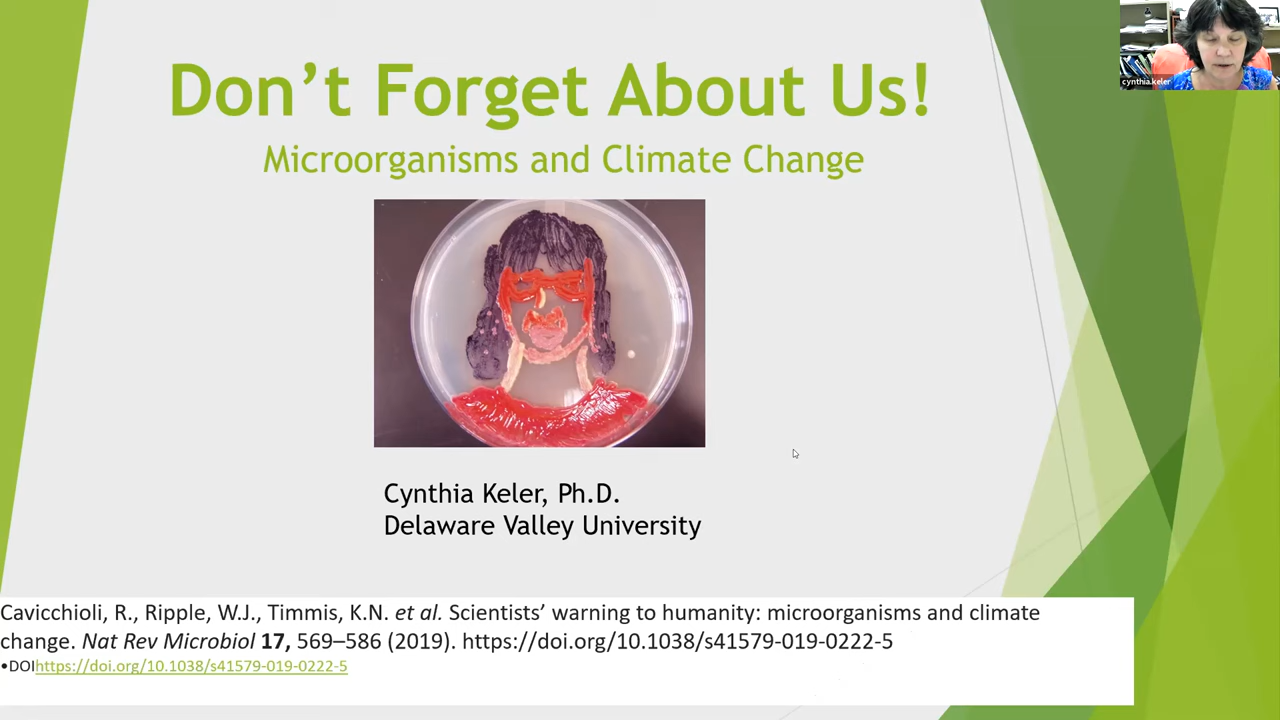 Don't Forget About Us!
Microorganisms and Climate Change
cynthia.keler
Cynthia Keler, Ph.D.
Delaware Valley University
Cavicchioli, R., Ripple, W.J., Timmis, K.N. et al. Scientists' warning to humanity: microorganisms and climate
change. Nat Rev Microbiol 17, 569–586 (2019). https://doi.org/10.1038/s41579-019-0222-5
•DOIhttps://doi.org/10.1038/s41579-019-0222-5